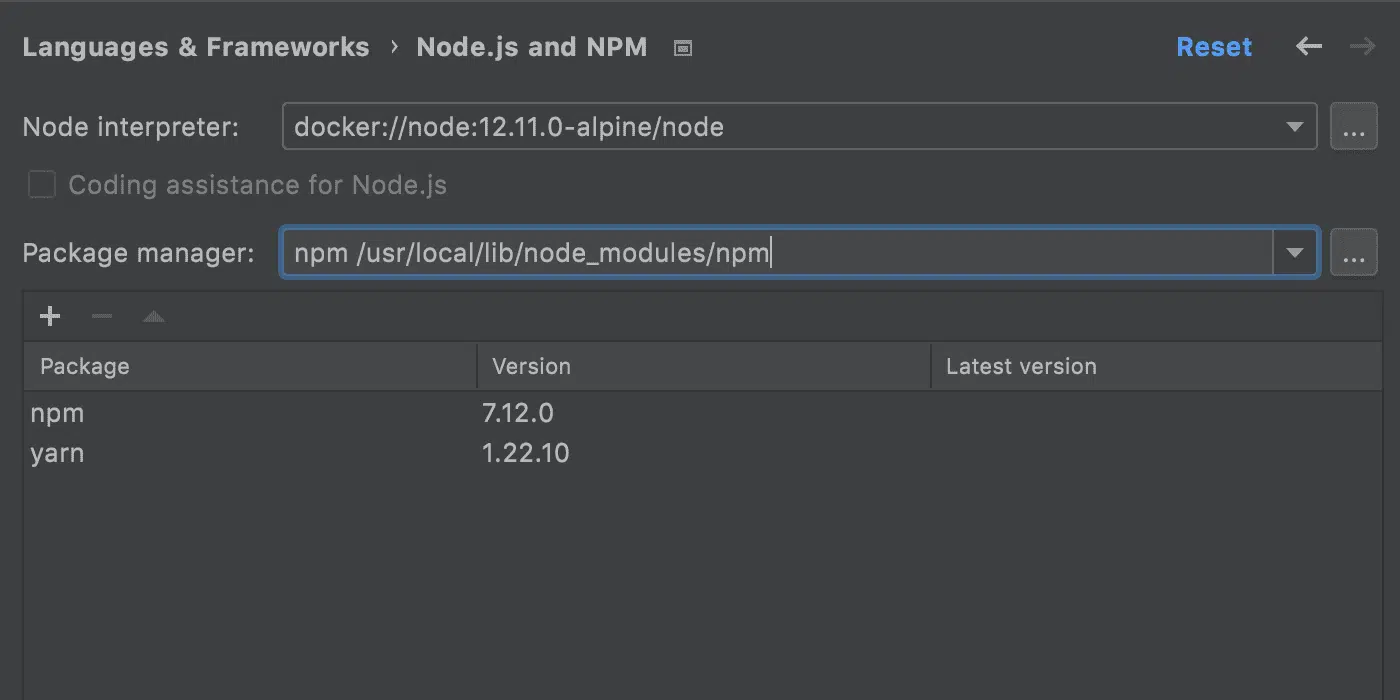 Languages & Frameworks › Node.js and NPM Reset
Node interpreter: docker://node:12.11.0-alpine/node ...
Coding assistance for Node.js
Package manager: npm /usr/local/lib/node_modules/npm ...
Package Version Latest version
npm 7.12.0
yarn 1.22.10